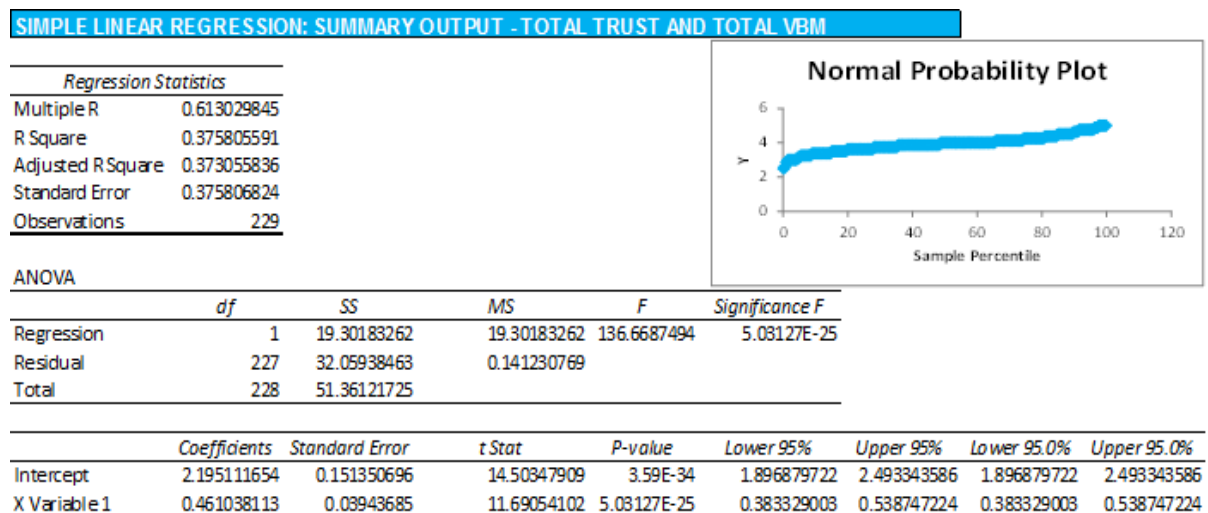 SIMPLE LINEAR REGRESSION: SUMMARY OUTPUT - TOTAL TRUST AND TOTAL VBM
Regression Statistics
Multiple R 0.613029845
R Square 0.375805591
Adjusted R Square 0.373055836
Standard Error 0.375806824
Observations 229
Normal Probability Plot
6
4
2
0
Y
0 20 40 60 80 100 120
Sample Percentile
ANOVA
df SS MS F Significance F
Regression 1 19.30183262 19.30183262 136.6687494 5.03127E-25
Residual 227 32.05938463 0.141230769
Total 228 51.36121725
Coefficients Standard Error t Stat P-value Lower 95% Upper 95% Lower 95.0% Upper 95.0%
Intercept 2.195111654 0.151350696 14.50347909 3.59E-34 1.896879722 2.493343586 1.896879722 2.493343586
X Variable 1 0.461038113 0.03943685 11.69054102 5.03127E-25 0.383329003 0.538747224 0.383329003 0.538747224